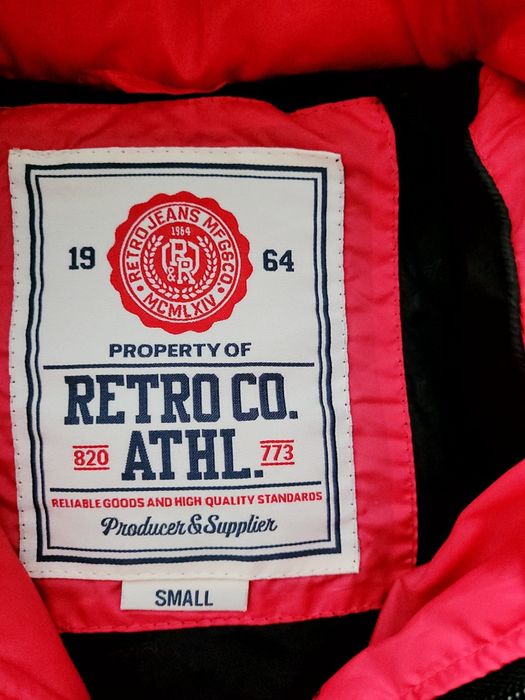 RETRO JEANS MFG&CO.
1964
R
&R
MCMLXIV
19 64
PROPERTY OF
RETRO CO.
820 ATHL. 773
RELIABLE GOODS AND HIGH QUALITY STANDARDS
Producer & Supplier
SMALL